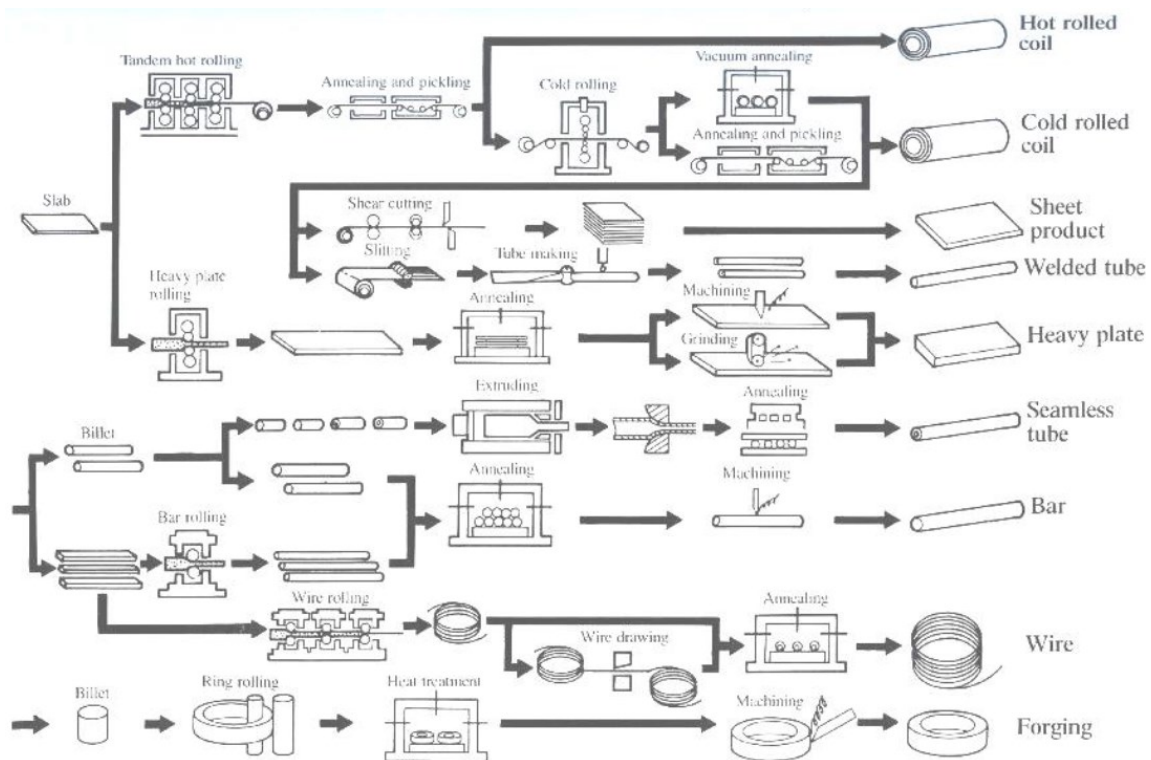 Hot rolled
coil
Tandem hot rolling
Annealing and pickling
Cold rolling
Vacuum annealing
Annealing and pickling
Cold rolled
coil
Slab
Shear cutting
Sheet
product
Slitting
Tube making
Welded tube
Heavy plate
rolling
Annealing
Machining
Grinding
Heavy plate
Extruding
Annealing
Seamless
tube
Billet
Annealing
Machining
Bar
Bar rolling
Wire rolling
Wire drawing
Annealing
Wire
Billet
Ring rolling
Heat treatment
Machining
Forging